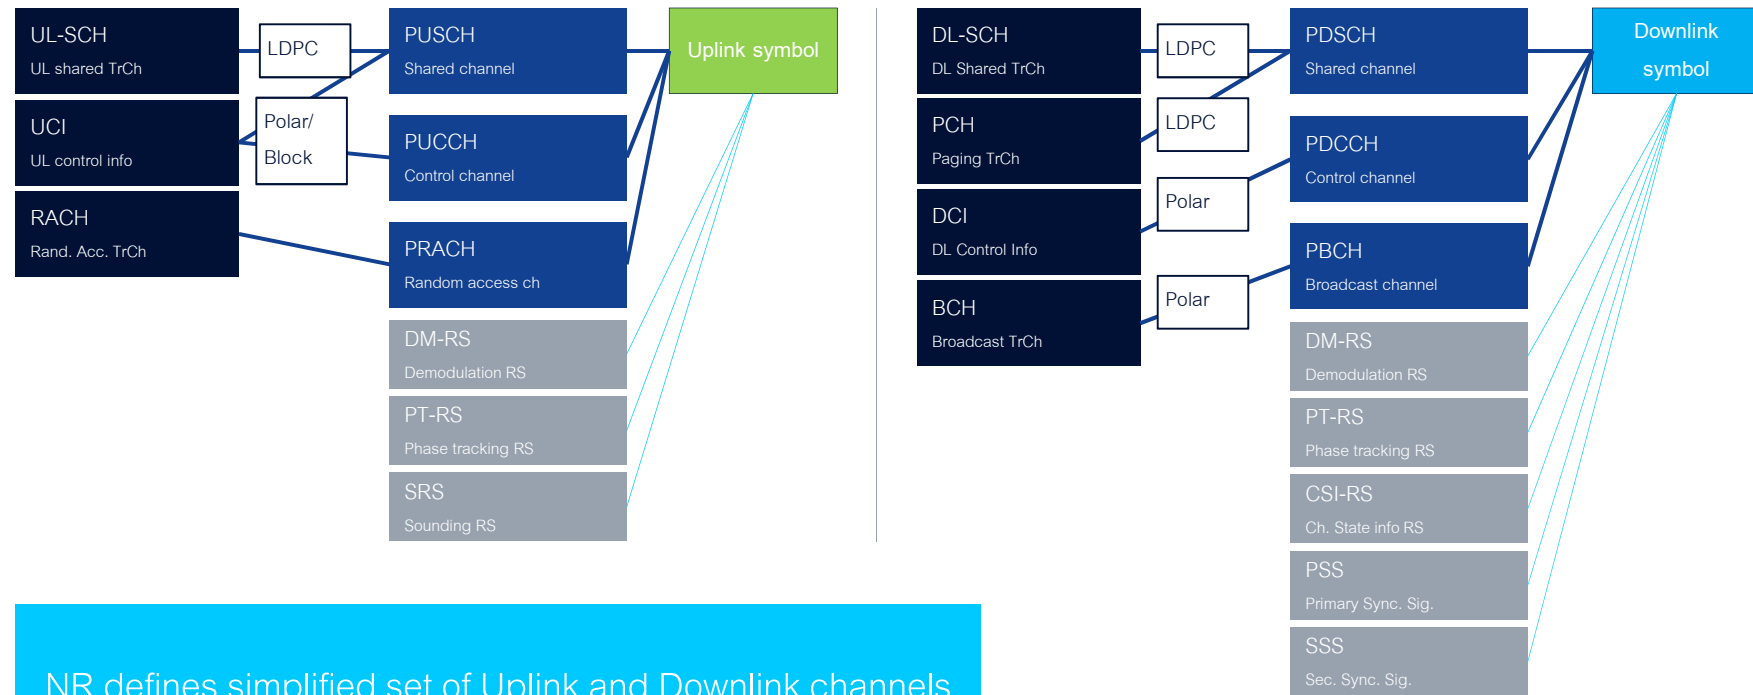 UL-SCH
UL shared TrCh
LDPC
PUSCH
Shared channel
Uplink symbol
UCI
UL control info
Polar/
Block
PUCCH
Control channel
RACH
Rand. Acc. TrCh
PRACH
Random access ch
DM-RS
Demodulation RS
PT-RS
Phase tracking RS
SRS
Sounding RS
DL-SCH
DL Shared TrCh
LDPC
PDSCH
Shared channel
Downlink
symbol
PCH
Paging TrCh
LDPC
PDCCH
Control channel
DCI
DL Control Info
Polar
PBCH
Broadcast channel
BCH
Broadcast TrCh
Polar
DM-RS
Demodulation RS
PT-RS
Phase tracking RS
CSI-RS
Ch. State info RS
PSS
Primary Sync. Sig.
SSS
Sec. Sync. Sig.
NR defines simplified set of Uplink and Downlink channels